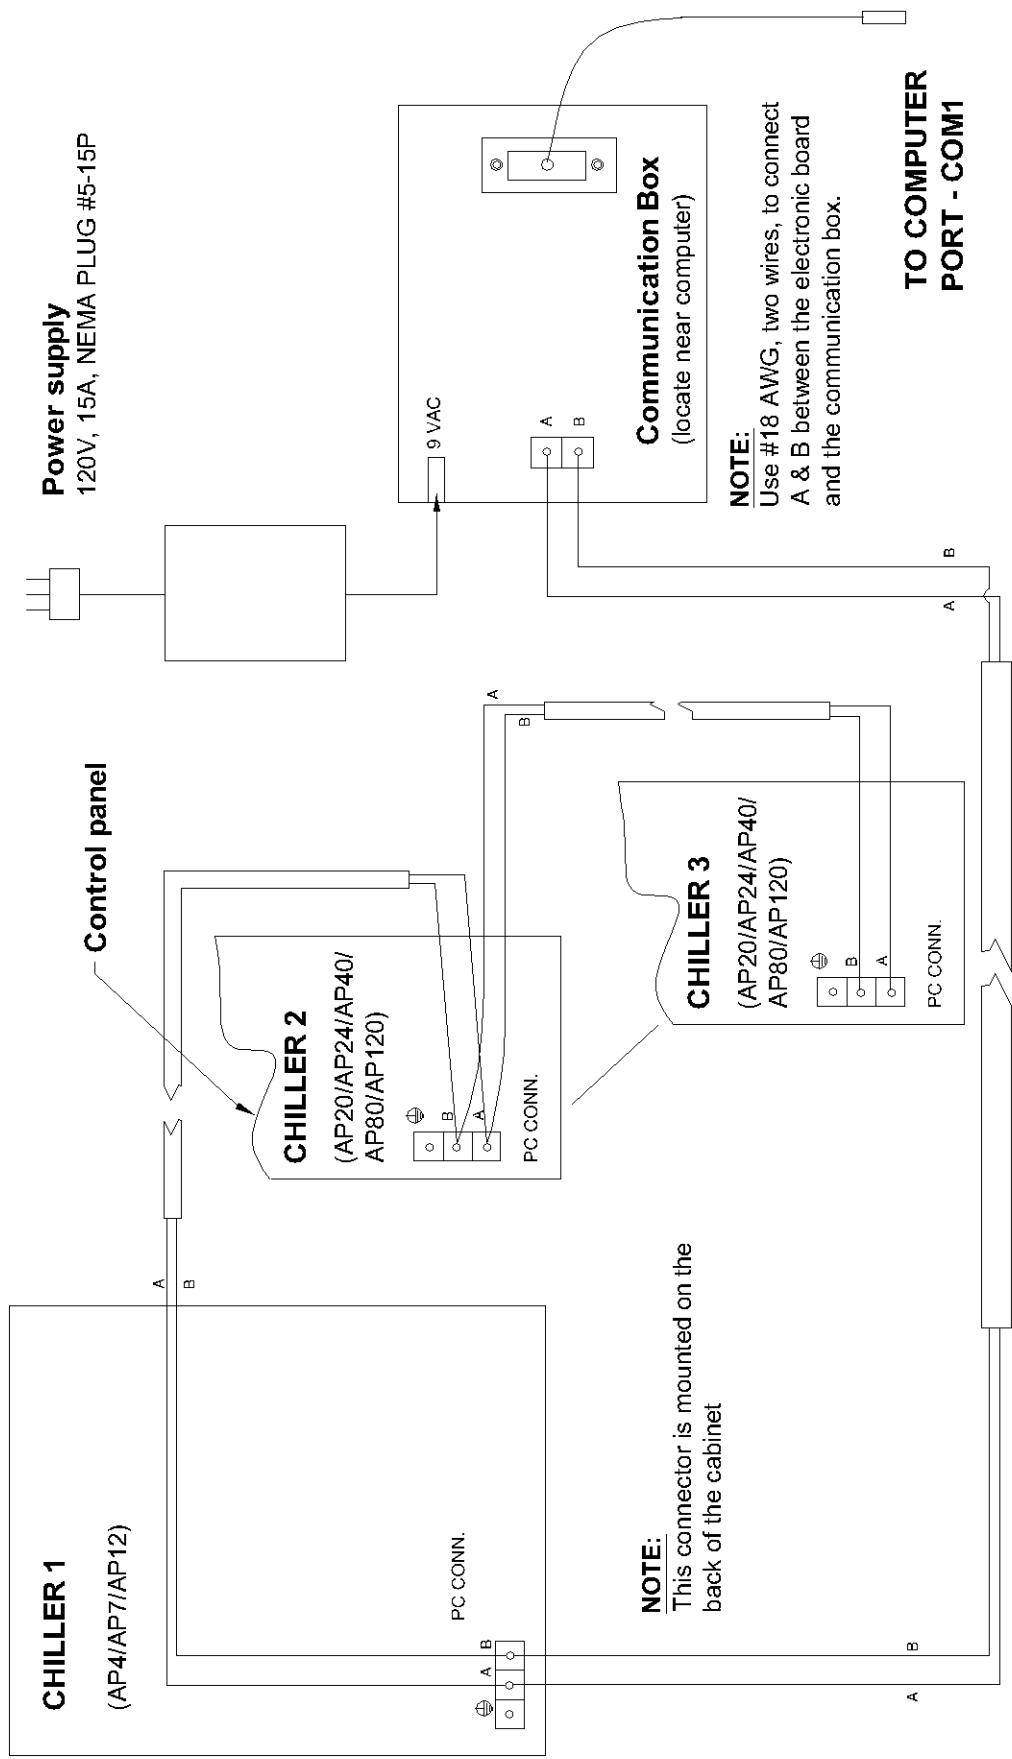 CHILLER 1
(AP4/AP7/AP12)
PC CONN.
A
B
A
B
NOTE:
This connector is mounted on the
back of the cabinet
A
B
Control panel
CHILLER 2
(AP20/AP24/AP40/
AP80/AP120)
B
A
PC CONN.
A
B
CHILLER 3
(AP20/AP24/AP40/
AP80/AP120)
B
A
PC CONN.
Power supply
120V, 15A, NEMA PLUG #5-15P
9 VAC
A
B
Communication Box
(locate near computer)
NOTE:
Use #18 AWG, two wires, to connect
A & B between the electronic board
and the communication box.
A
B
TO COMPUTER
PORT - COM1